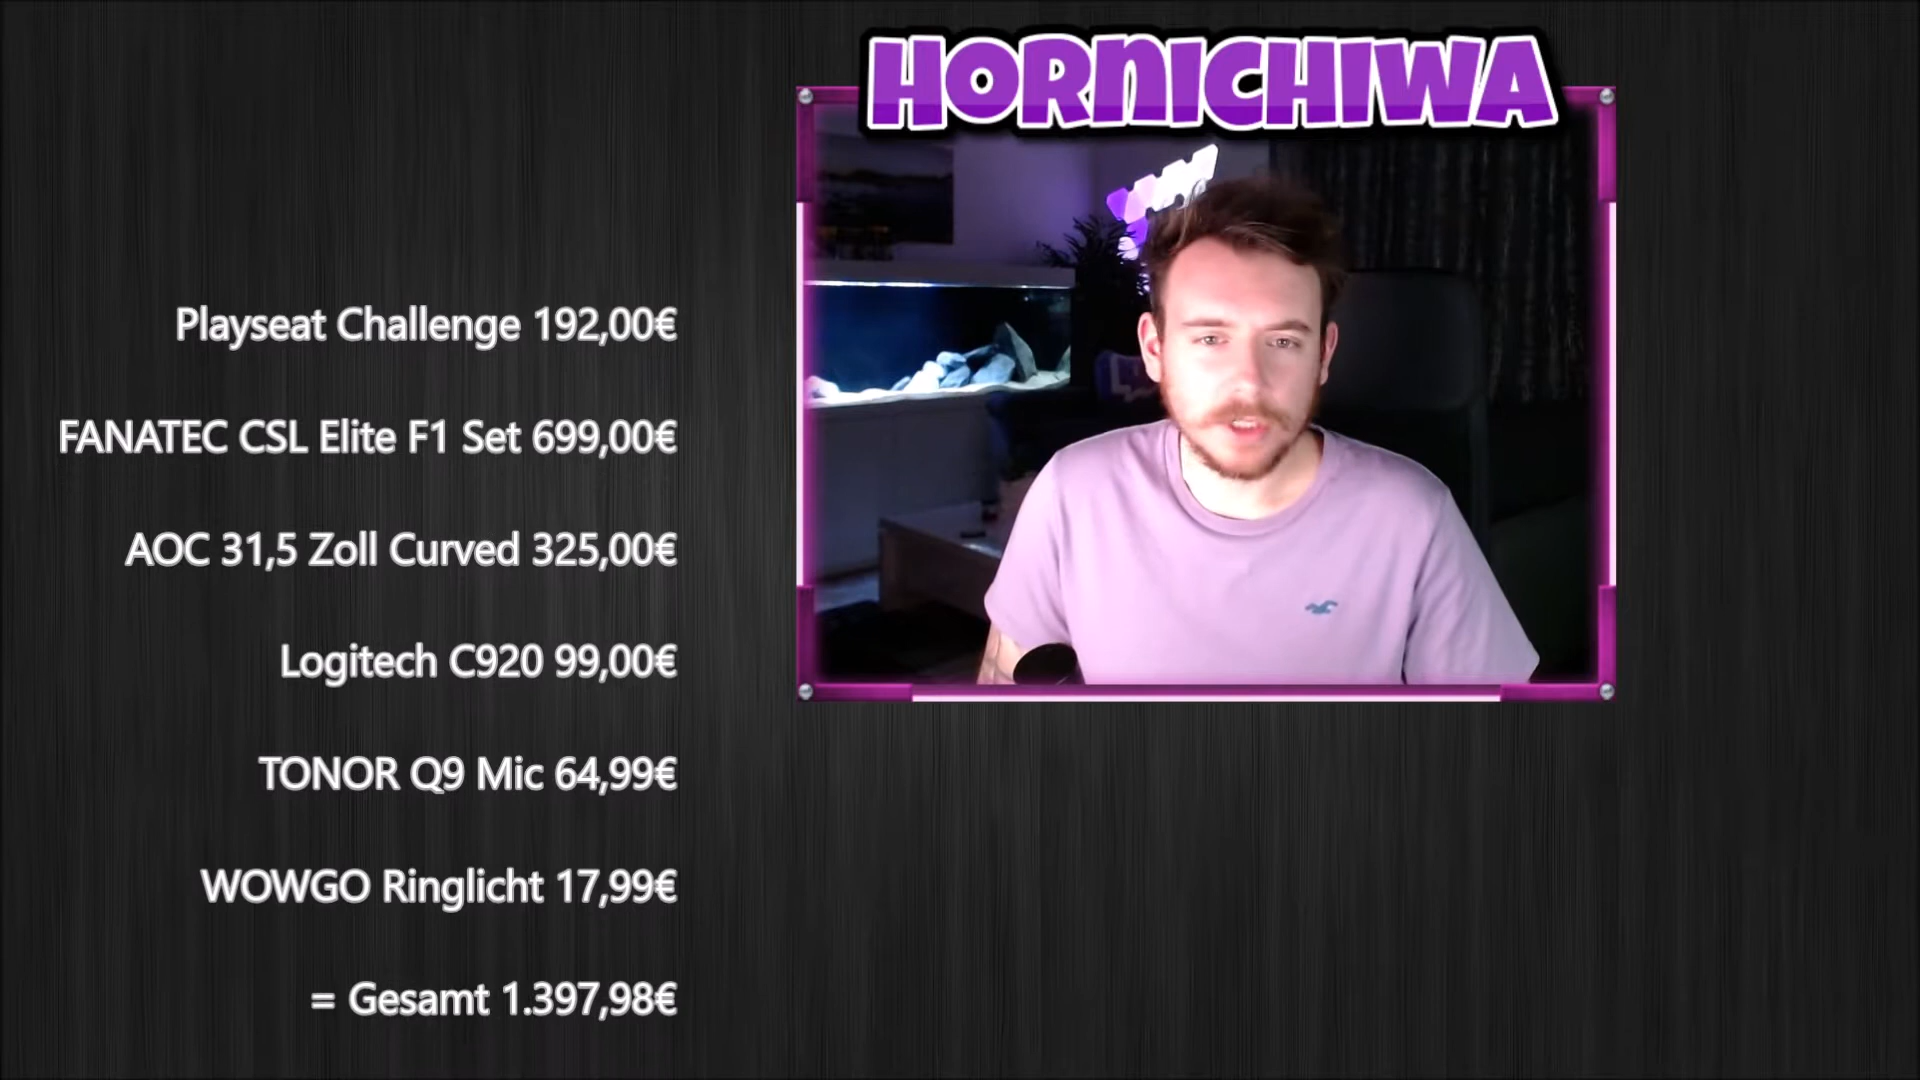 HORNICHIWA
Playseat Challenge 192,00€
FANATEC CSL Elite F1 Set 699,00€
AOC 31,5 Zoll Curved 325,00€
Logitech C920 99,00€
TONOR Q9 Mic 64,99€
WOWGO Ringlicht 17,99€
= Gesamt 1.397,98€